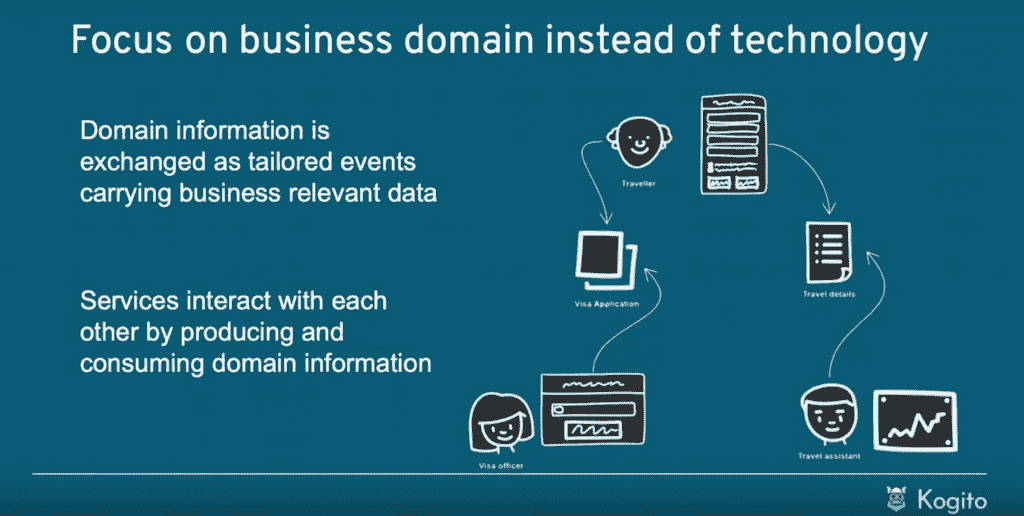 Focus on business domain instead of technology
Domain information is
exchanged as tailored events
carrying business relevant data
Services interact with each
other by producing and
consuming domain information
Traveller
Visa Application
Travel details
Visa officer
Travel assistant
Kogito